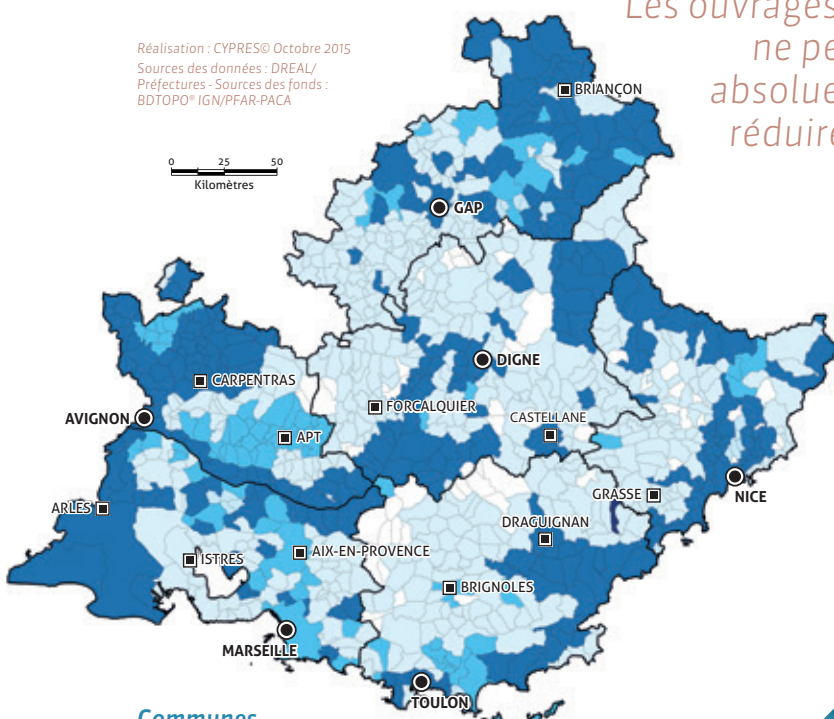 Les ouvrages
ne pe
absolue
réduire
Réalisation : CYPRES© Octobre 2015
Sources des données : DREAL/
Préfectures - Sources des fonds :
BDTOPO® IGN/PFAR-PACA
0 25 50
Kilomètres
BRIANÇON
GAP
DIGNE
CARPENTRAS
FORCALQUIER
AVIGNON
CASTELLANE
APT
NICE
GRASSE
ARLES
DRAGUIGNAN
AIX-EN-PROVENCE
ISTRES
BRIGNOLES
MARSEILLE
TOULON
Communes